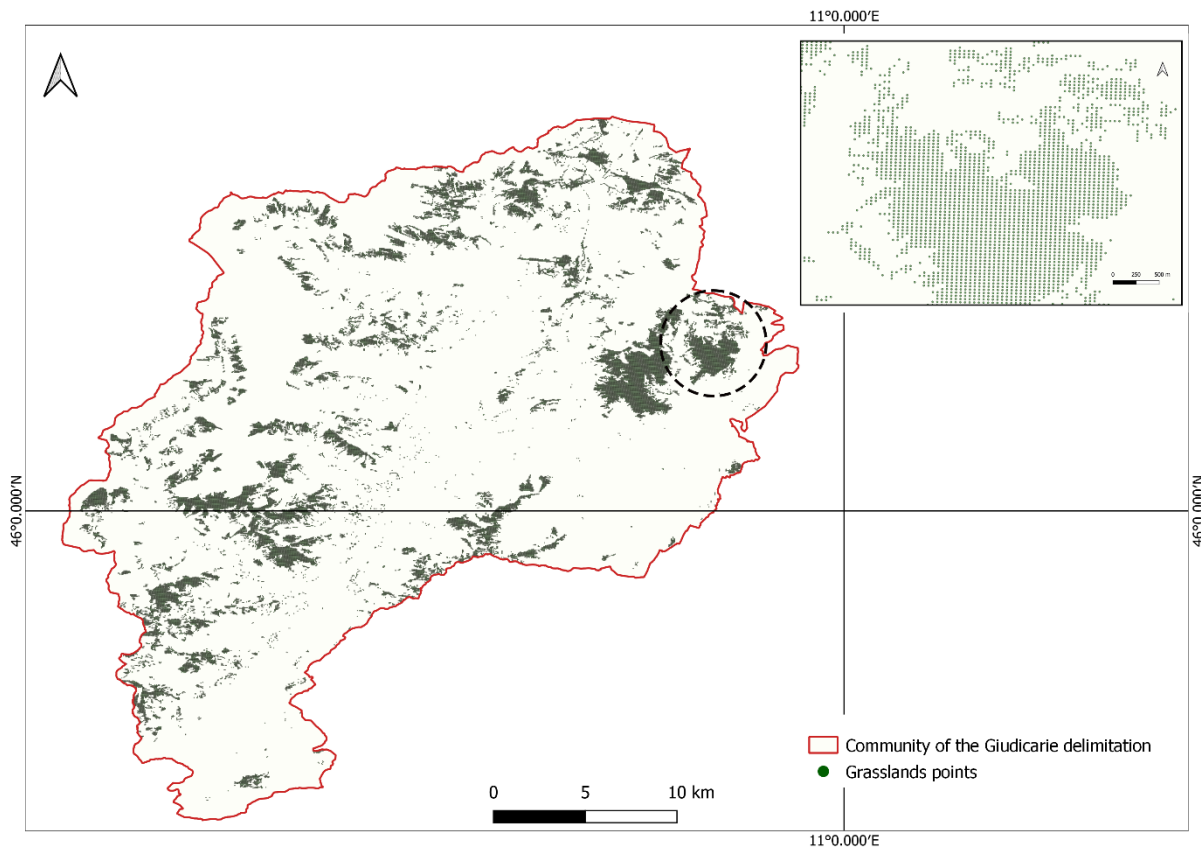 11°0.000′E
0 250 500 m
46°0.000′N
46°0.000′N
Community of the Giudicarie delimitation
Grasslands points
0 5 10 km
11°0.000′E